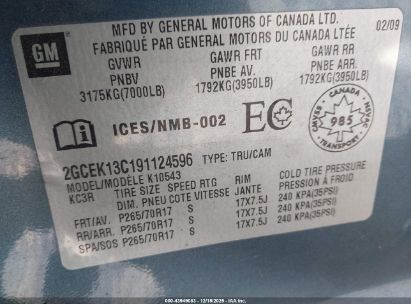 MFD BY GENERAL MOTORS OF CANADA LTD. 02/09
FABRIQUÉ PAR GENERAL MOTORS DU CANADA LTÉE
GM
GVWR GAWR FRT GAWR RR
PNBV PNBE AV. PNBE ARR.
3175KG(7000LB) 1792KG(3950LB) 1792KG(3950LB)
ICES/NMB-002
EC
CANADA
985
2GCEK13C191124596 TYPE: TRU/CAM
MODEL/MODÈLE K10543
KC3R TIRE SIZE SPEED RTG RIM COLD TIRE PRESSURE
DIM. PNEU COTE VITESSE JANTE PRESSION À FROID
FRT/AV. P265/70R17 S 17X7.5J 240 KPA(35PSI)
RR/ARR. P265/70R17 S 17X7.5J 240 KPA(35PSI)
SPA/SOS P265/70R17 S 17X7.5J 240 KPA(35PSI)